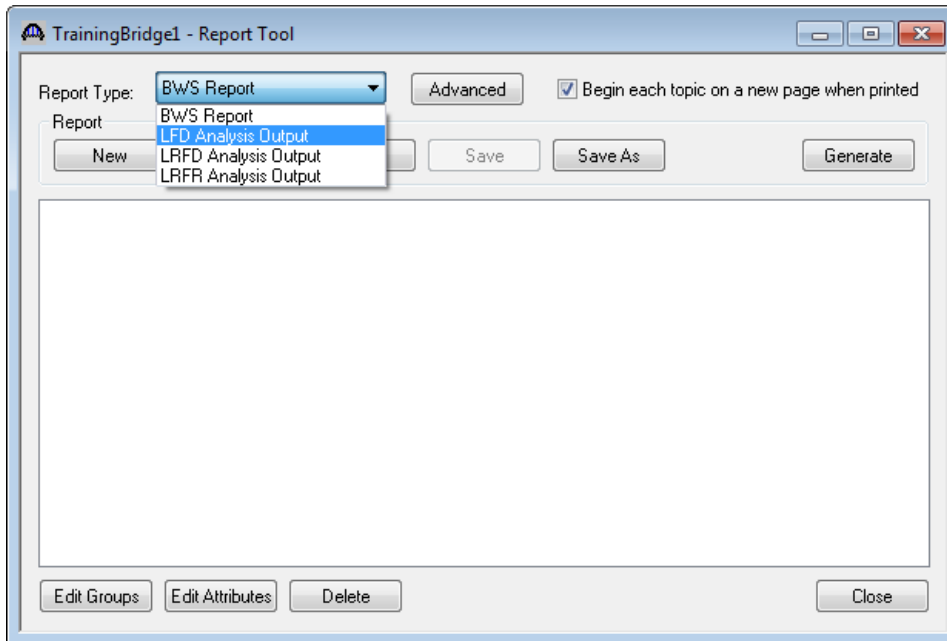 TrainingBridge1 - Report Tool
Report Type: BWS Report Advanced Begin each topic on a new page when printed
BWS Report
Report
LFD Analysis Output
New Save Save As Generate
LRFD Analysis Output
LRFR Analysis Output
Edit Groups Edit Attributes Delete Close